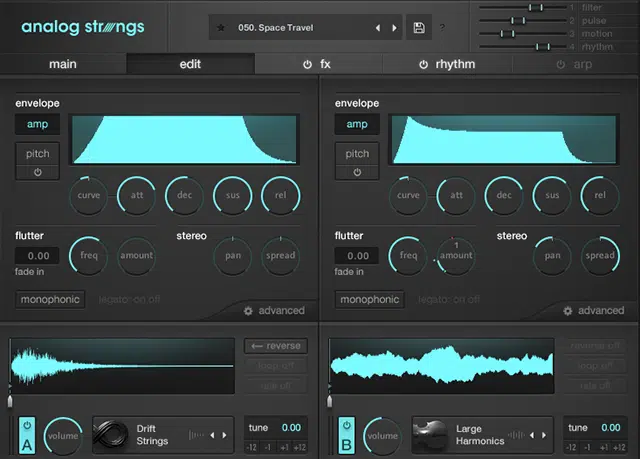 analog strings
050. Space Travel
?
1 filter
2 pulse
3 motion
4 rhythm
main
edit
fx
rhythm
arp
envelope
amp
pitch
curve
att
dec
sus
rel
flutter
0.00
fade in
freq
amount
stereo
pan
spread
monophonic
legato: on off
advanced
envelope
amp
pitch
curve
att
dec
sus
rel
flutter
0.00
fade in
freq
1
amount
stereo
pan
spread
monophonic
legato: on off
advanced
← reverse
loop off
A
volume
Drift
Strings
tune 0.00
-12 -1 +1 +12
reverse off
loop off
B
volume
Large
Harmonics
tune 0.00
-12 -1 +1 +12